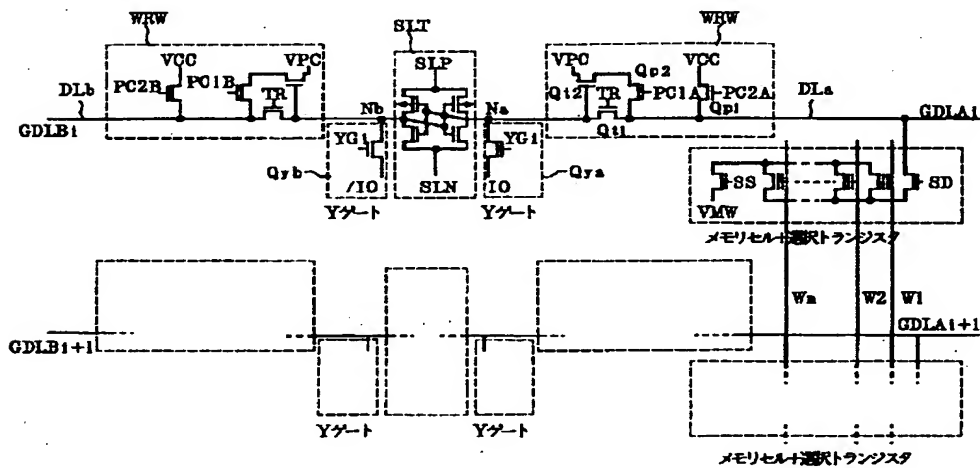 WRW SLT WRW
VCC VPC SLP VPC VCC
PC2B PC1B TR TR Qp2 PC1A PC2A
DLb Nb Na Qt2 Qp1 DLa
GDLBi Qt1 GDLAi
YGi YGi
Qyb /IO SLN IO Qya
Yゲート Yゲート
SS SD
VMW
メモリセル+選択トランジスタ
Wn W2 W1
GDLBi+1 GDLAi+1
Yゲート Yゲート
メモリセル+選択トランジスタ